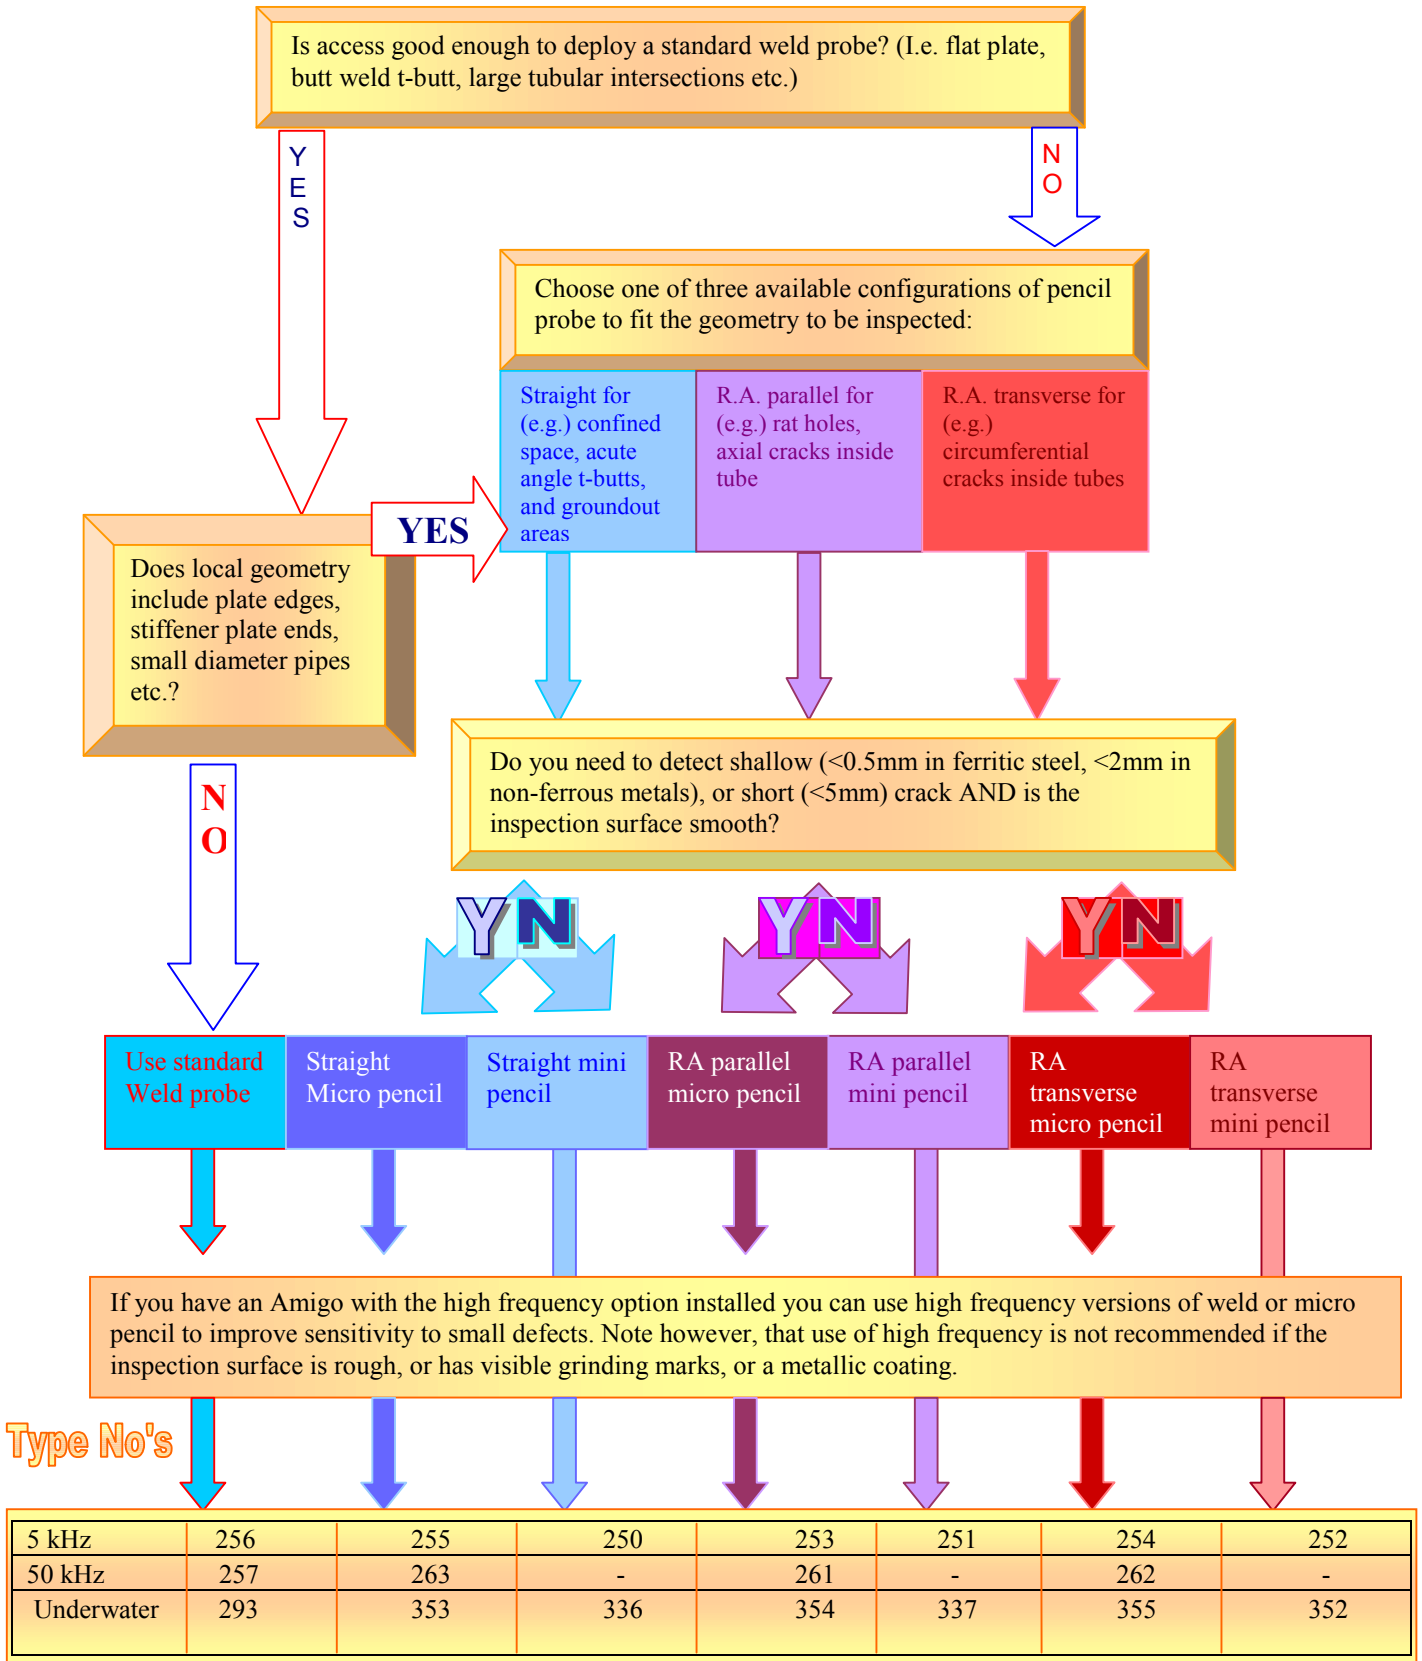 Is access good enough to deploy a standard weld probe? (I.e. flat plate,
butt weld t-butt, large tubular intersections etc.)
Y
E
S
N
O
Choose one of three available configurations of pencil
probe to fit the geometry to be inspected:
Straight for
(e.g.) confined
space, acute
angle t-butts,
and groundout
areas
R.A. parallel for
(e.g.) rat holes,
axial cracks inside
tube
R.A. transverse for
(e.g.)
circumferential
cracks inside tubes
YES
Does local geometry
include plate edges,
stiffener plate ends,
small diameter pipes
etc.?
N
O
Do you need to detect shallow (<0.5mm in ferritic steel, <2mm in
non-ferrous metals), or short (<5mm) crack AND is the
inspection surface smooth?
Y N
Y N
Y N
Use standard
Weld probe
Straight
Micro pencil
Straight mini
pencil
RA parallel
micro pencil
RA parallel
mini pencil
RA
transverse
micro pencil
RA
transverse
mini pencil
If you have an Amigo with the high frequency option installed you can use high frequency versions of weld or micro
pencil to improve sensitivity to small defects. Note however, that use of high frequency is not recommended if the
inspection surface is rough, or has visible grinding marks, or a metallic coating.
Type No's
5 kHz 256 255 250 253 251 254 252
50 kHz 257 263 - 261 - 262 -
Underwater 293 353 336 354 337 355 352